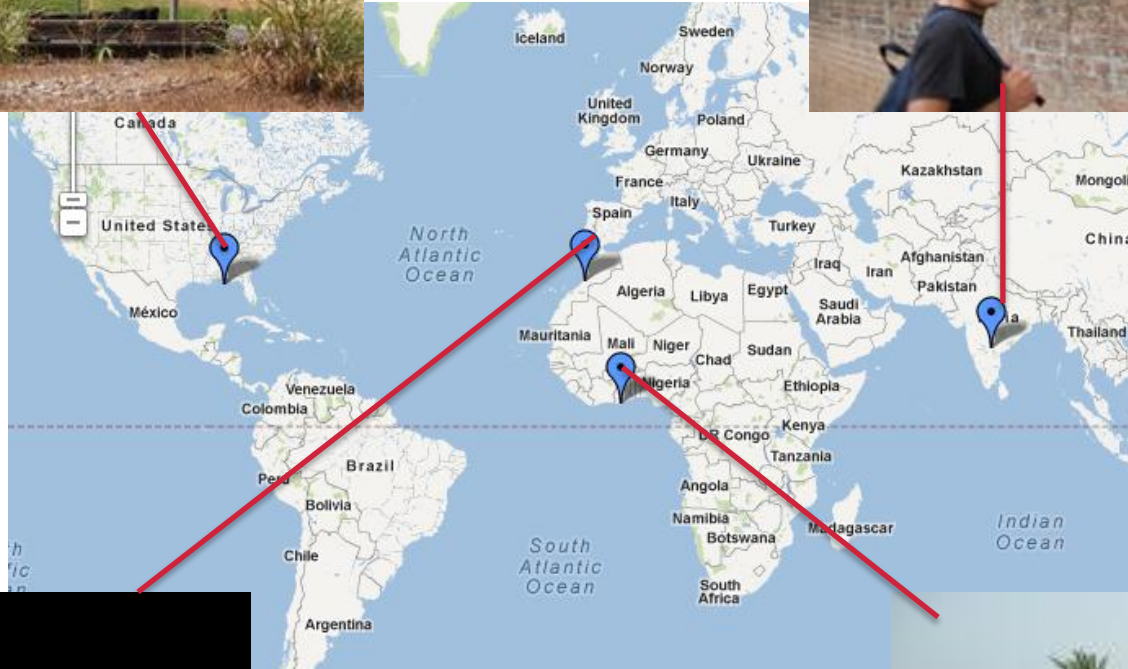 Iceland
Sweden
Norway
United
Kingdom
Poland
Canada
Germany
Ukraine
Kazakhstan
Mongoli
France
Italy
Spain
United States
Turkey
North
Atlantic
Ocean
China
Afghanistan
Iraq
Iran
Pakistan
Algeria
Libya
Egypt
Saudi
Arabia
México
Mauritania
Mali
Niger
Chad
Sudan
Thailand
Nigeria
Ethiopia
Venezuela
Colombia
Kenya
DR Congo
Tanzania
Brazil
Peru
Angola
Bolivia
Namibia
Botswana
Madagascar
Indian
Ocean
Chile
South
Atlantic
Ocean
South
Africa
Argentina